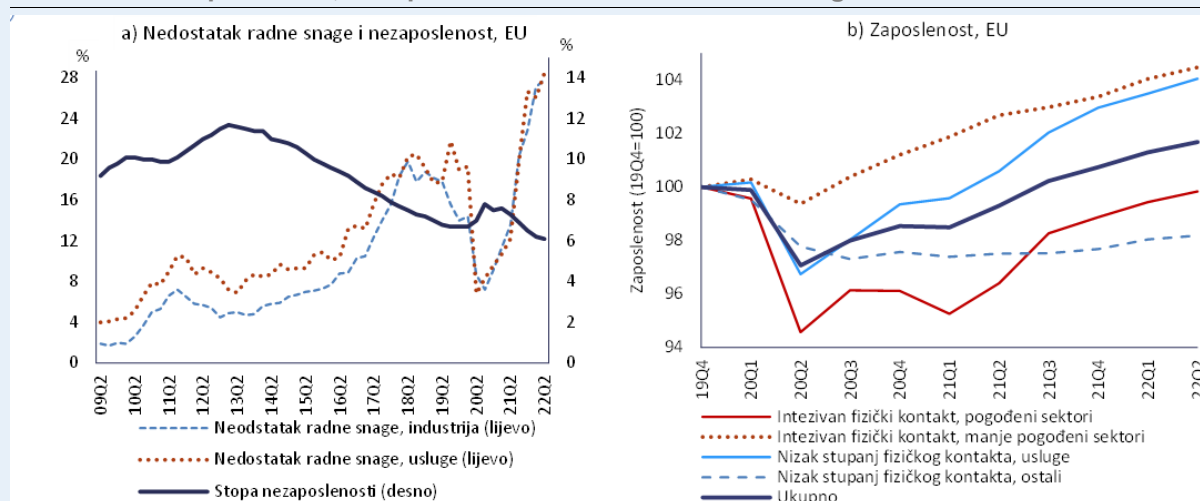 a) Nedostatak radne snage i nezaposlenost, EU
%
%
28
24
20
16
12
8
4
0
14
12
10
8
6
4
2
0
09Q2
10Q2
11Q2
12Q2
13Q2
14Q2
15Q2
16Q2
17Q2
18Q2
19Q2
20Q2
21Q2
22Q2
Neodstatak radne snage, industrija (lijevo)
Nedostatak radne snage, usluge (lijevo)
Stopa nezaposlenosti (desno)
b) Zaposlenost, EU
Zaposlenost (19Q4=100)
104
102
100
98
96
94
19Q4
20Q1
20Q2
20Q3
20Q4
21Q1
21Q2
21Q3
21Q4
22Q1
22Q2
Intezivan fizički kontakt, pogođeni sektori
Intezivan fizički kontakt, manje pogođeni sektori
Nizak stupanj fizičkog kontakta, usluge
Nizak stupanj fizičkog kontakta, ostali
Ukupno